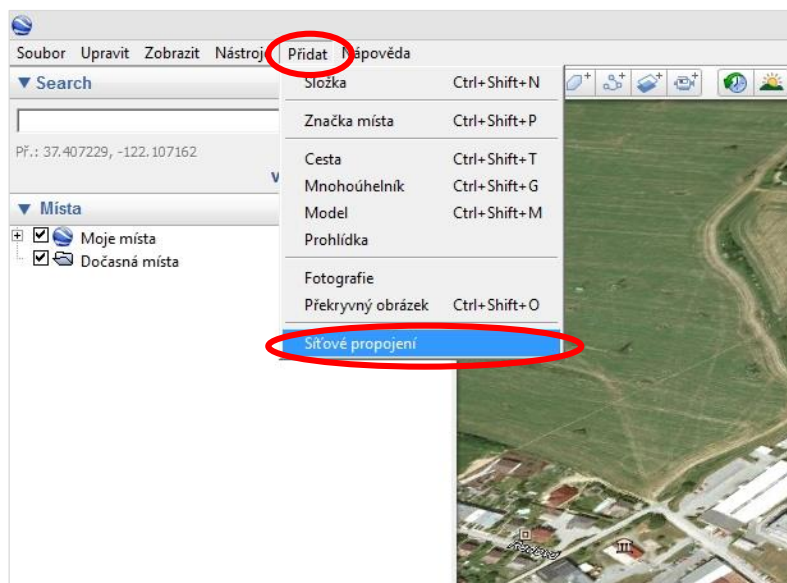 Soubor Upravit Zobrazit Nástroje Přidat Nápověda
Search
Př.: 37.407229, -122.107162
Místa
Moje místa
Dočasná místa
Složka Ctrl+Shift+N
Značka místa Ctrl+Shift+P
Cesta Ctrl+Shift+T
Mnohoúhelník Ctrl+Shift+G
Model Ctrl+Shift+M
Prohlídka
Fotografie
Překryvný obrázek Ctrl+Shift+O
Síťové propojení